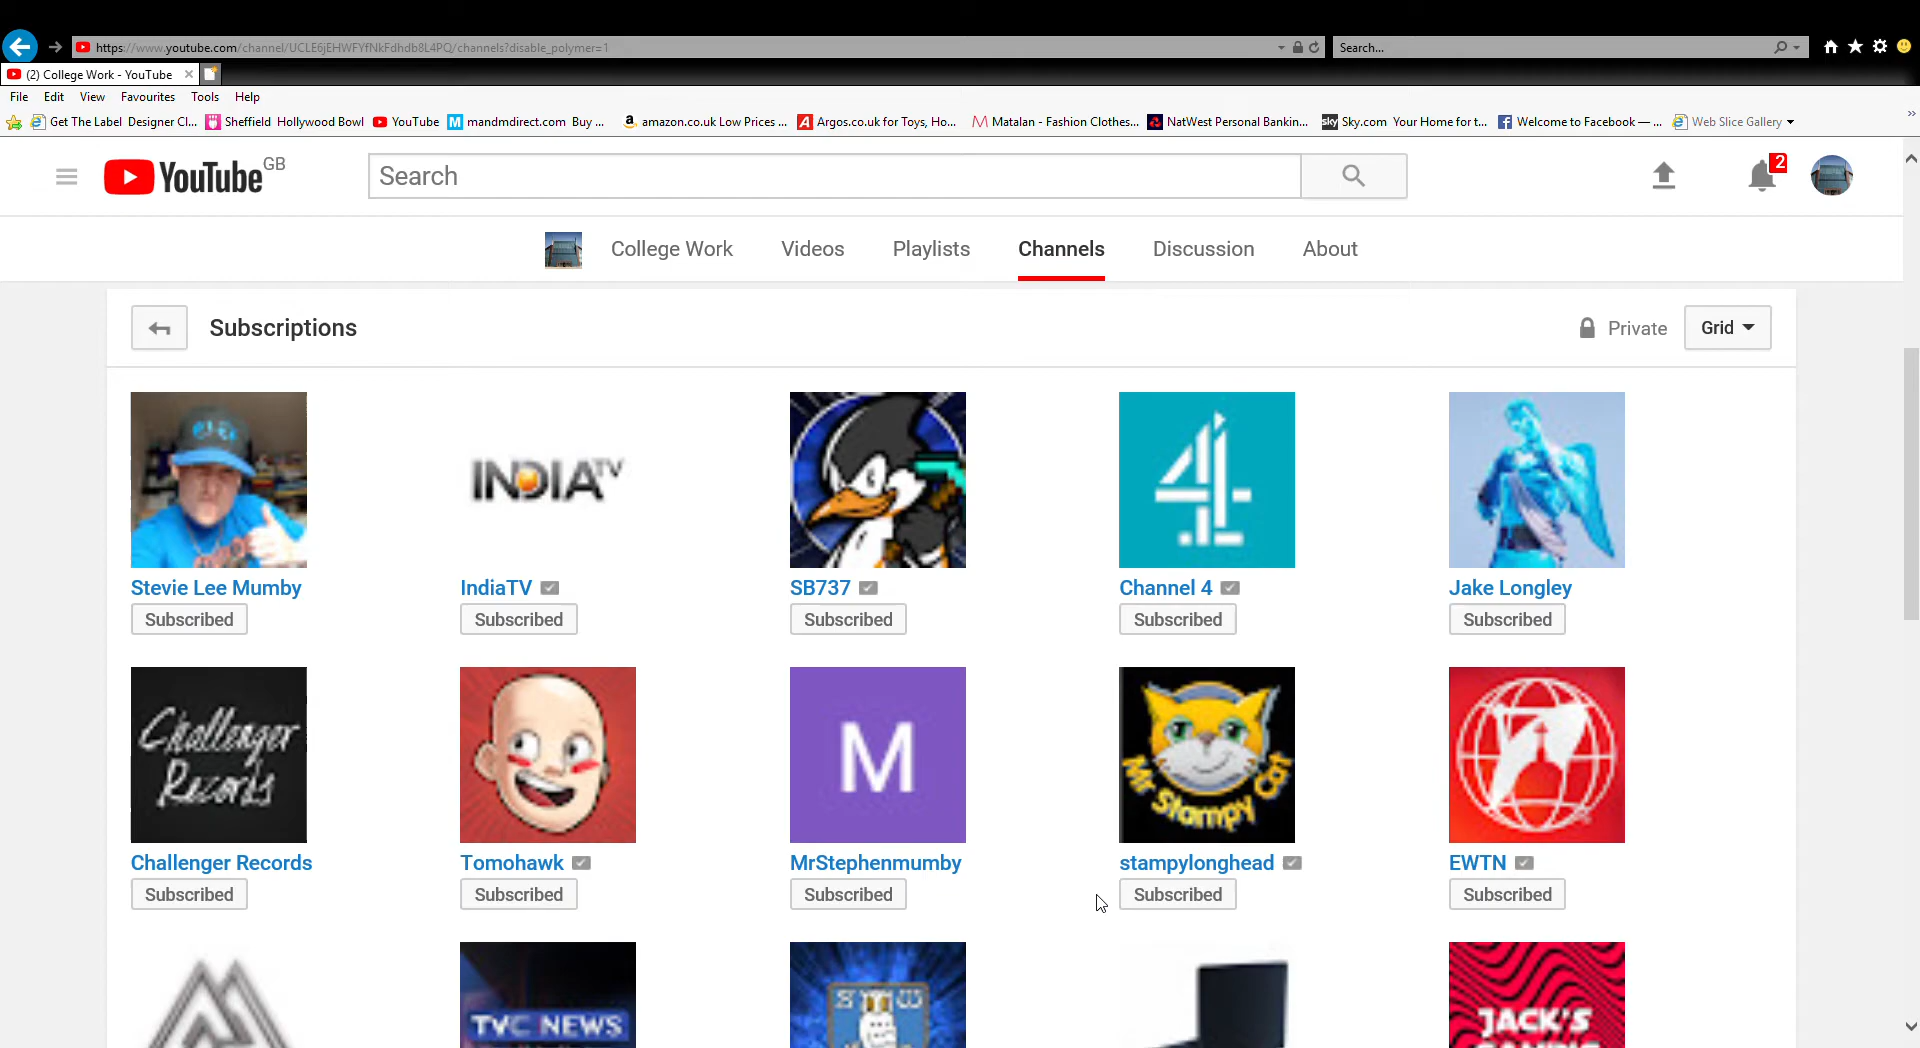 https://www.youtube.com/channel/UCLE6jEHWFYfNkFdhdb8L4PQ/channels?disable_polymer=1
Search...
(2) College Work - YouTube
File Edit View Favourites Tools Help
Get The Label Designer Cl... Sheffield Hollywood Bowl YouTube mandmdirect.com Buy ... amazon.co.uk Low Prices ... Argos.co.uk for Toys, Ho... Matalan - Fashion Clothes... NatWest Personal Bankin... Sky.com Your Home for t... Welcome to Facebook — ... Web Slice Gallery
YouTube GB
Search
2
College Work Videos Playlists Channels Discussion About
Subscriptions
Private
Grid
INDIA TV
4
Stevie Lee Mumby IndiaTV SB737 Channel 4 Jake Longley
Subscribed Subscribed Subscribed Subscribed Subscribed
Challenger Records
M
Mr Stampy Cat
Challenger Records Tomohawk MrStephenmumby stampylonghead EWTN
Subscribed Subscribed Subscribed Subscribed Subscribed
TVC NEWS
S W
JACK'S